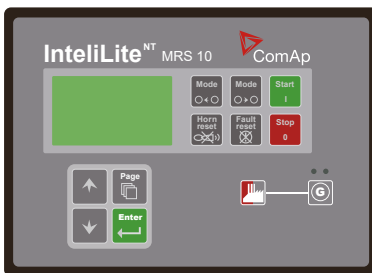 InteliLite NT MRS 10 ComAp
Mode Mode Start
I
Horn reset Fault reset Stop
0
Page
Enter
G